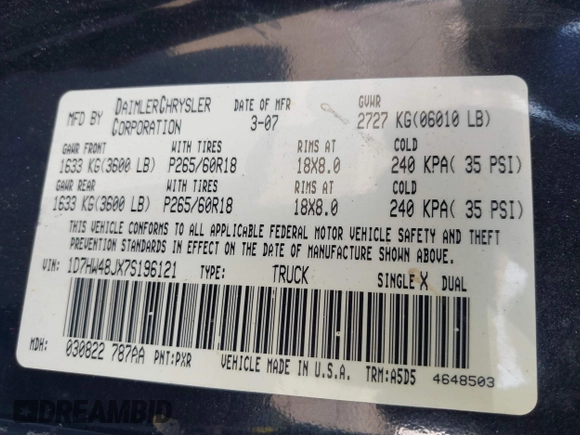 MFD BY DAIMLERCHRYSLER CORPORATION DATE OF MFR 3-07 GVWR 2727 KG(06010 LB)
GAWR FRONT WITH TIRES RIMS AT COLD
1633 KG(3600 LB) P265/60R18 18X8.0 240 KPA( 35 PSI)
GAWR REAR WITH TIRES RIMS AT COLD
1633 KG(3600 LB) P265/60R18 18X8.0 240 KPA( 35 PSI)
THIS VEHICLE CONFORMS TO ALL APPLICABLE FEDERAL MOTOR VEHICLE SAFETY AND THEFT
PREVENTION STANDARDS IN EFFECT ON THE DATE OF MANUFACTURE SHOWN ABOVE.
VIN: 1D7HW48JX7S196121 TYPE: TRUCK SINGLE X DUAL
MDH: 030822 787AA PNT:PXR VEHICLE MADE IN U.S.A. TRM:A5D5 4648503
DREAMBID